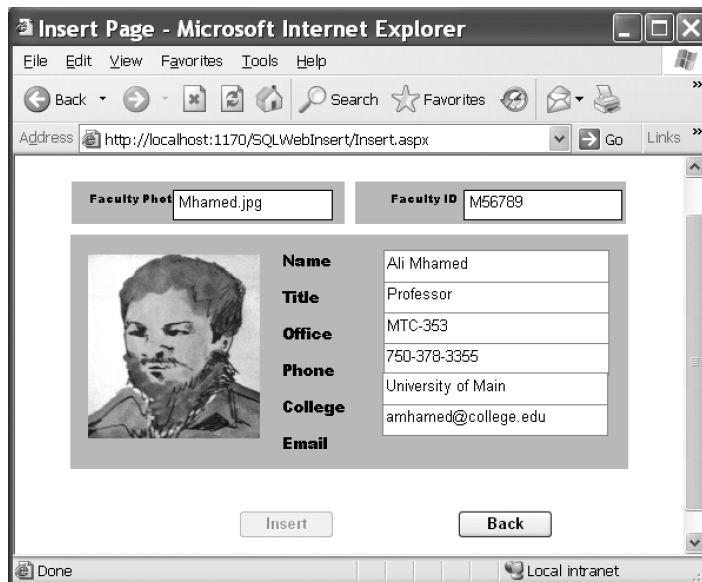 Insert Page - Microsoft Internet Explorer
File Edit View Favorites Tools Help
Back Search Favorites »
Address http://localhost:1170/SQLWebInsert/Insert.aspx Go Links »
Faculty Phot Mhamed.jpg Faculty ID M56789
Name Ali Mhamed
Title Professor
Office MTC-353
Phone 750-378-3355
College University of Main
Email amhamed@college.edu
Insert Back
Done Local intranet